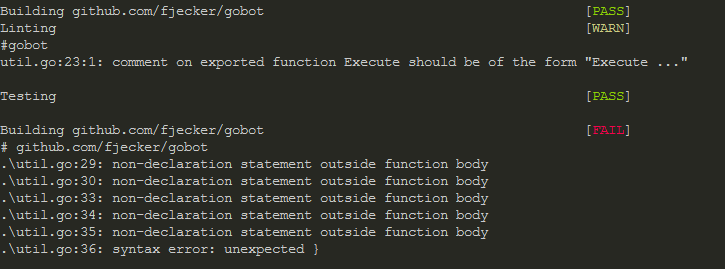 Building github.com/fjecker/gobot [PASS]
Linting [WARN]
#gobot
util.go:23:1: comment on exported function Execute should be of the form "Execute ..."
Testing [PASS]
Building github.com/fjecker/gobot [FAIL]
# github.com/fjecker/gobot
.\util.go:29: non-declaration statement outside function body
.\util.go:30: non-declaration statement outside function body
.\util.go:33: non-declaration statement outside function body
.\util.go:34: non-declaration statement outside function body
.\util.go:35: non-declaration statement outside function body
.\util.go:36: syntax error: unexpected }